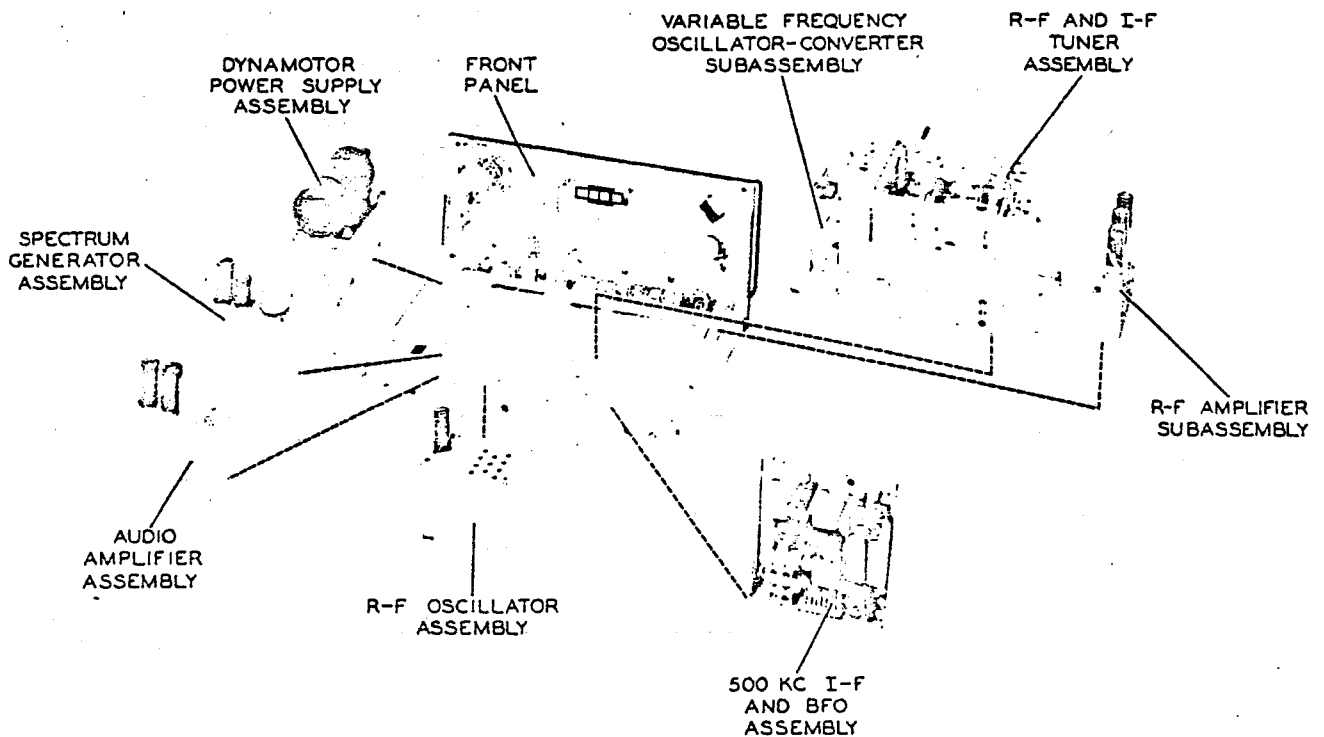 VARIABLE FREQUENCY
OSCILLATOR-CONVERTER
SUBASSEMBLY
R-F AND I-F
TUNER
ASSEMBLY
DYNAMOTOR
POWER SUPPLY
ASSEMBLY
FRONT
PANEL
SPECTRUM
GENERATOR
ASSEMBLY
R-F AMPLIFIER
SUBASSEMBLY
AUDIO
AMPLIFIER
ASSEMBLY
R-F OSCILLATOR
ASSEMBLY
500 KC I-F
AND BFO
ASSEMBLY